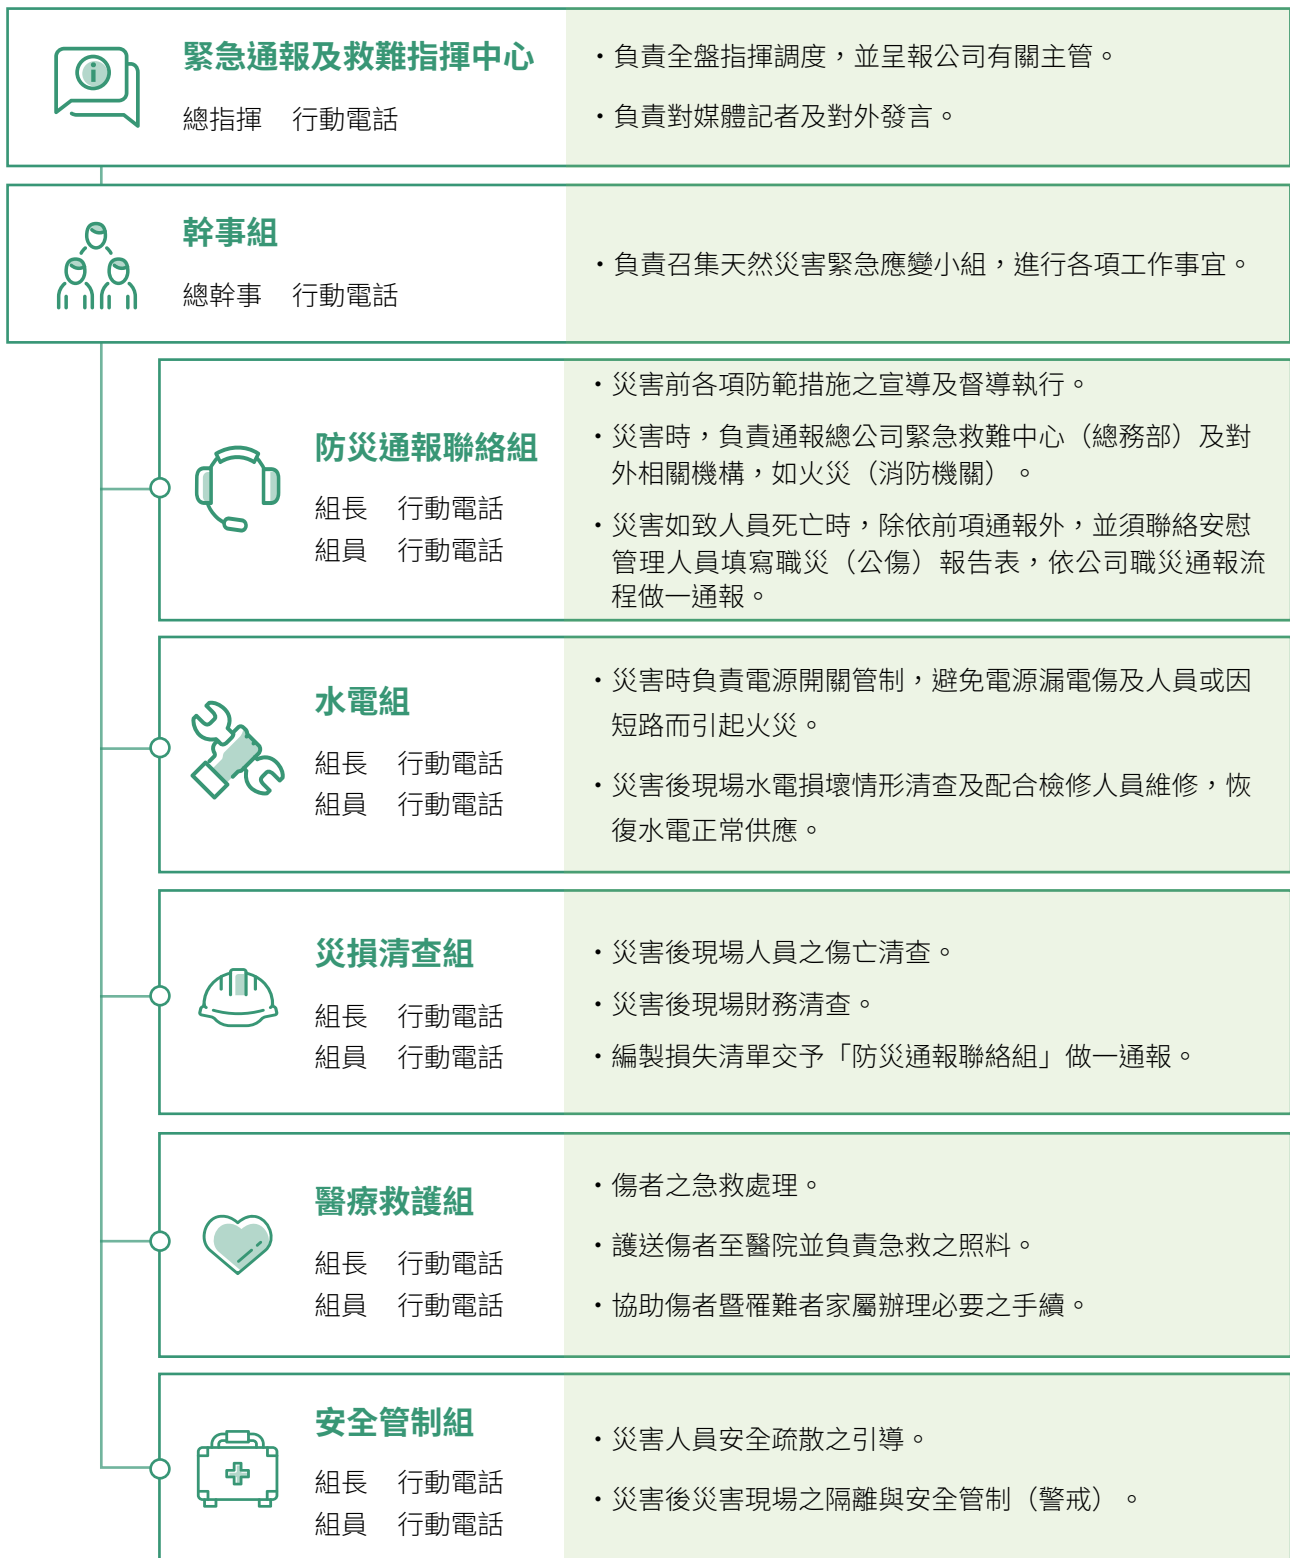 緊急通報及救難指揮中心
總指揮 行動電話
・負責全盤指揮調度，並呈報公司有關主管。
・負責對媒體記者及對外發言。
幹事組
總幹事 行動電話
・負責召集天然災害緊急應變小組，進行各項工作事宜。
防災通報聯絡組
組長 行動電話
組員 行動電話
・災害前各項防範措施之宣導及督導執行。
・災害時，負責通報總公司緊急救難中心（總務部）及對
外相關機構，如火災（消防機關）。
・災害如致人員死亡時，除依前項通報外，並須聯絡安慰
管理人員填寫職災（公傷）報告表，依公司職災通報流
程做一通報。
水電組
組長 行動電話
組員 行動電話
・災害時負責電源開關管制，避免電源漏電傷及人員或因
短路而引起火災。
・災害後現場水電損壞情形清查及配合檢修人員維修，恢
復水電正常供應。
災損清查組
組長 行動電話
組員 行動電話
・災害後現場人員之傷亡清查。
・災害後現場財務清查。
・編製損失清單交予「防災通報聯絡組」做一通報。
醫療救護組
組長 行動電話
組員 行動電話
・傷者之急救處理。
・護送傷者至醫院並負責急救之照料。
・協助傷者暨罹難者家屬辦理必要之手續。
安全管制組
組長 行動電話
組員 行動電話
・災害人員安全疏散之引導。
・災害後災害現場之隔離與安全管制（警戒）。